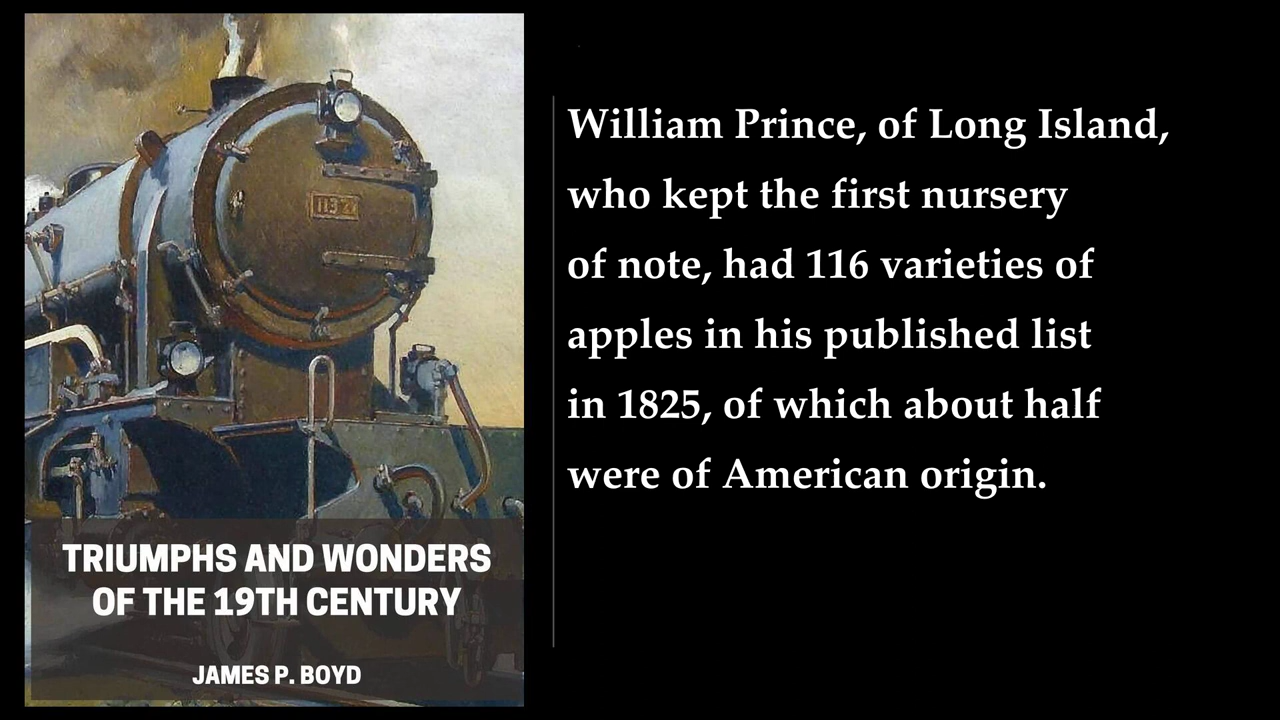 TRIUMPHS AND WONDERS
OF THE 19TH CENTURY
JAMES P. BOYD
William Prince, of Long Island,
who kept the first nursery
of note, had 116 varieties of
apples in his published list
in 1825, of which about half
were of American origin.